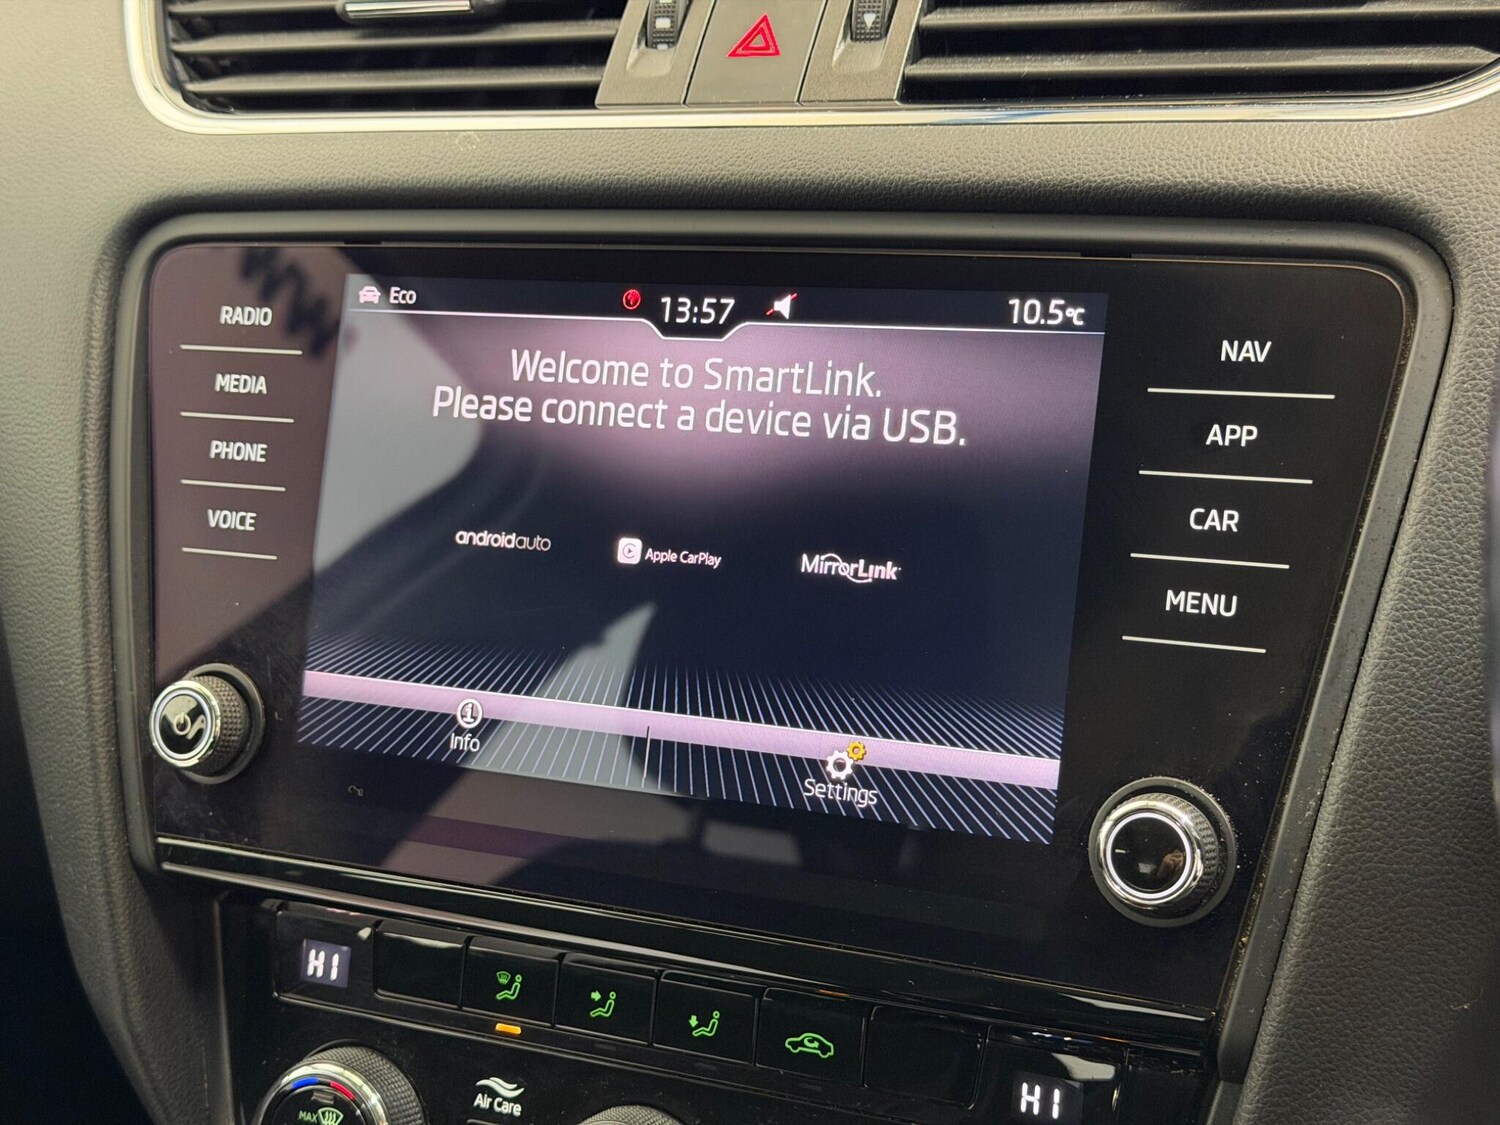 Eco
13:57
10.5°C
RADIO
MEDIA
PHONE
VOICE
Welcome to SmartLink.
Please connect a device via USB.
androidauto
Apple CarPlay
MirrorLink
Info
Settings
NAV
APP
CAR
MENU
HI
HI
MAX
Air Care